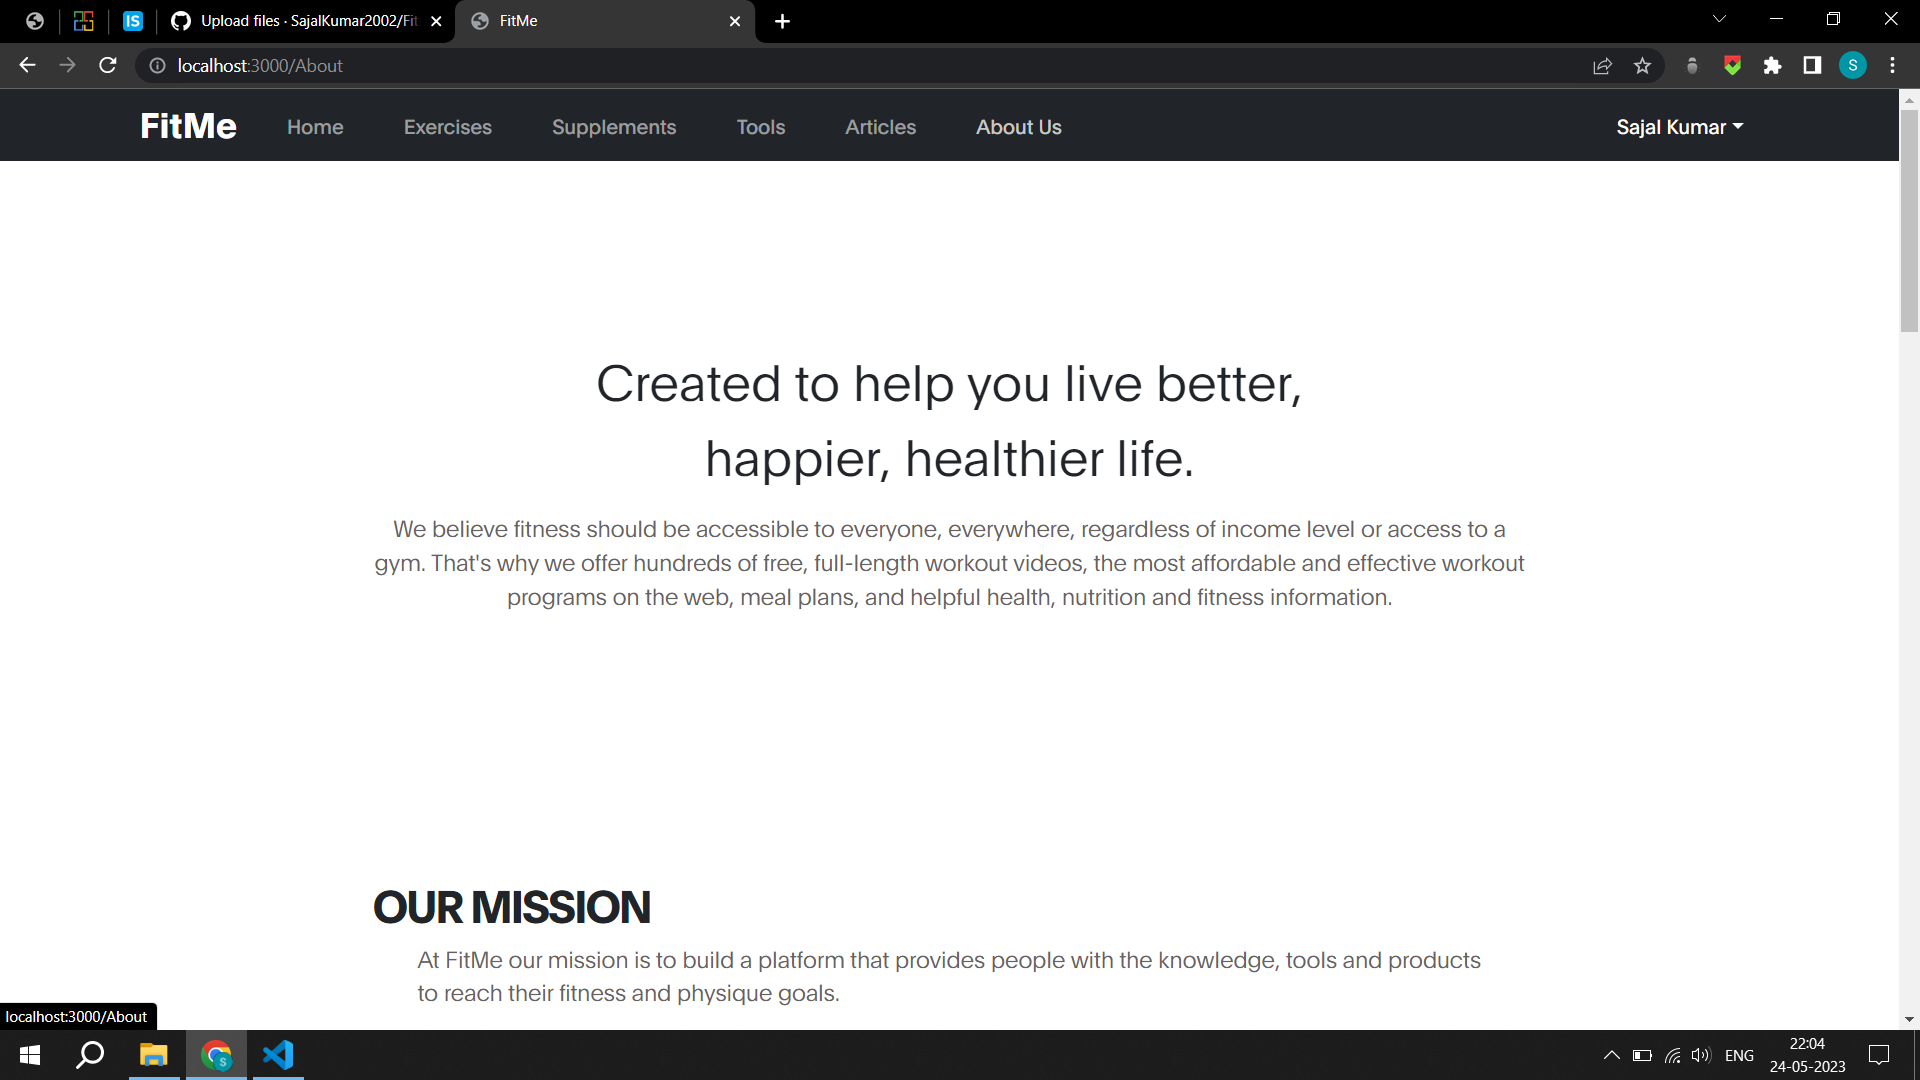 IS
Upload files · SajalKumar2002/Fit
FitMe
localhost:3000/About
S
FitMe
Home
Exercises
Supplements
Tools
Articles
About Us
Sajal Kumar
Created to help you live better,
happier, healthier life.
We believe fitness should be accessible to everyone, everywhere, regardless of income level or access to a
gym. That's why we offer hundreds of free, full-length workout videos, the most affordable and effective workout
programs on the web, meal plans, and helpful health, nutrition and fitness information.
OUR MISSION
At FitMe our mission is to build a platform that provides people with the knowledge, tools and products
to reach their fitness and physique goals.
localhost:3000/About
S
ENG
22:04
24-05-2023